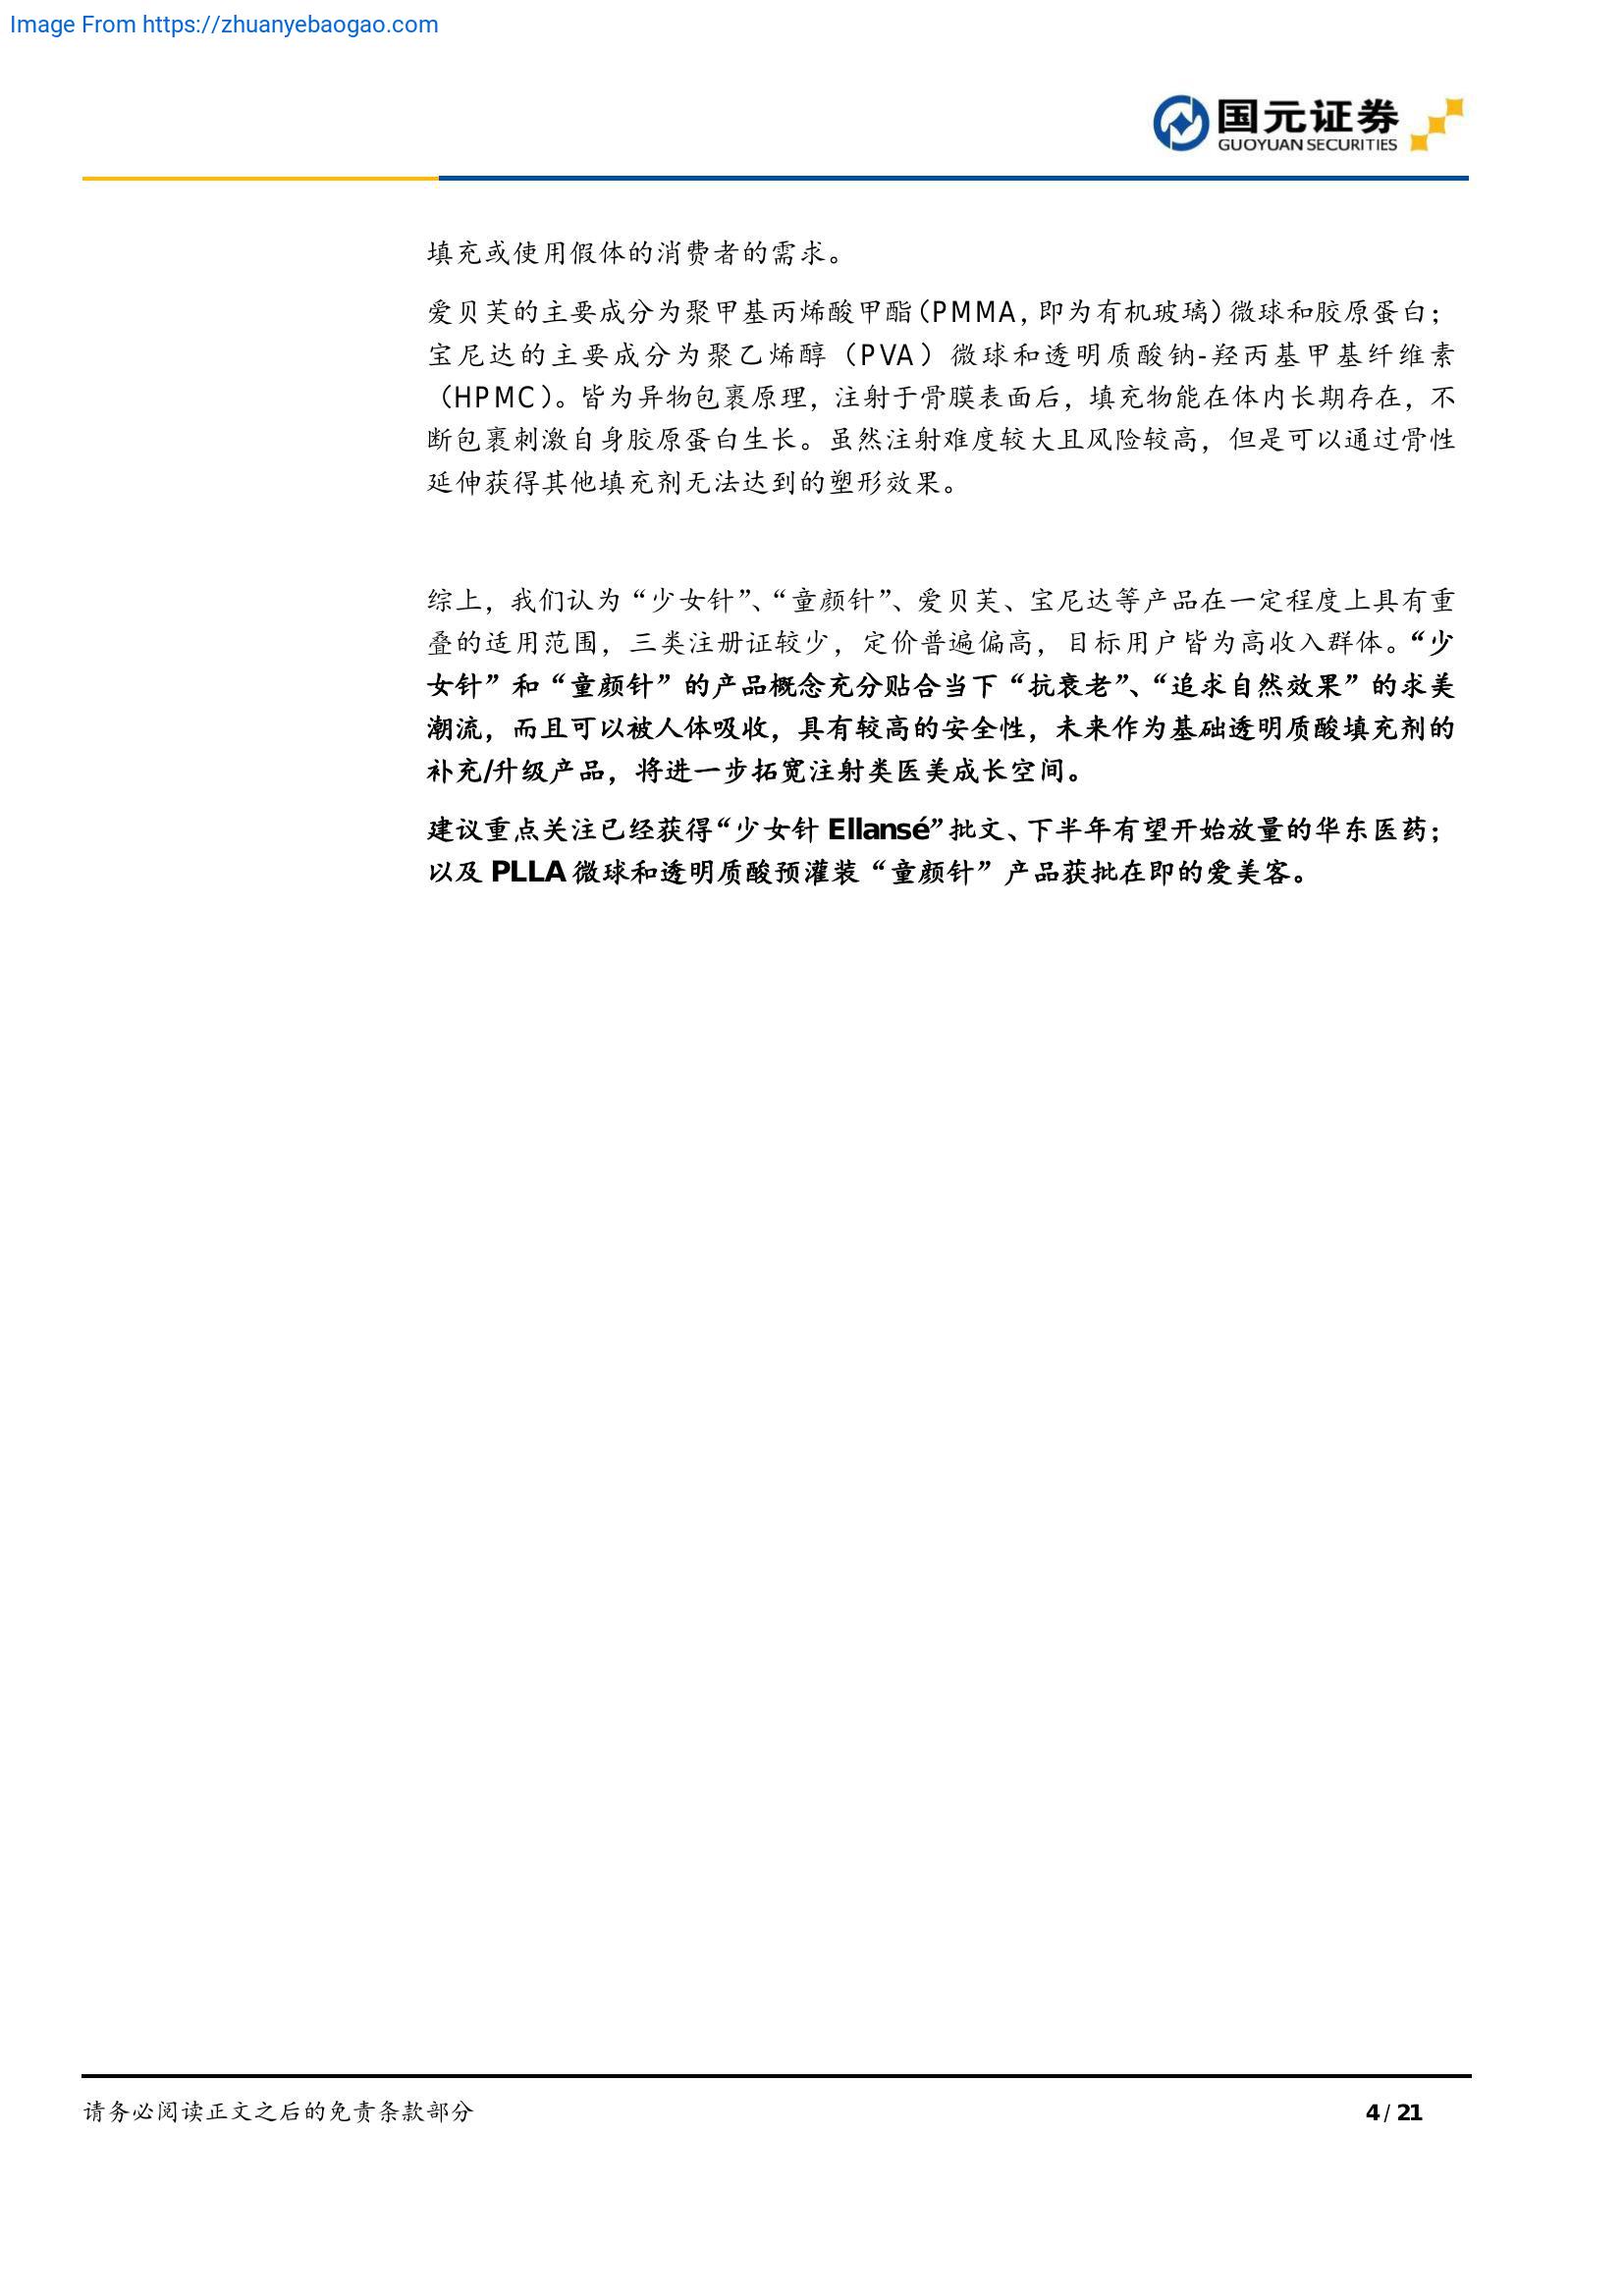 Image From https://zhuanyebaogao.com
国元证券
GUOYUAN SECURITIES
填充或使用假体的消费者的需求。
爱贝芙的主要成分为聚甲基丙烯酸甲酯（PMMA，即为有机玻璃）微球和胶原蛋白；
宝尼达的主要成分为聚乙烯醇（PVA）微球和透明质酸钠-羟丙基甲基纤维素
（HPMC）。皆为异物包裹原理，注射于骨膜表面后，填充物能在体内长期存在，不
断包裹刺激自身胶原蛋白生长。虽然注射难度较大且风险较高，但是可以通过骨性
延伸获得其他填充剂无法达到的塑形效果。
综上，我们认为“少女针”、“童颜针”、爱贝芙、宝尼达等产品在一定程度上具有重
叠的适用范围，三类注册证较少，定价普遍偏高，目标用户皆为高收入群体。“少
女针”和“童颜针”的产品概念充分贴合当下“抗衰老”、“追求自然效果”的求美
潮流，而且可以被人体吸收，具有较高的安全性，未来作为基础透明质酸填充剂的
补充/升级产品，将进一步拓宽注射类医美成长空间。
建议重点关注已经获得“少女针 Ellansé”批文、下半年有望开始放量的华东医药；
以及 PLLA 微球和透明质酸预灌装“童颜针”产品获批在即的爱美客。
请务必阅读正文之后的免责条款部分
4 / 21